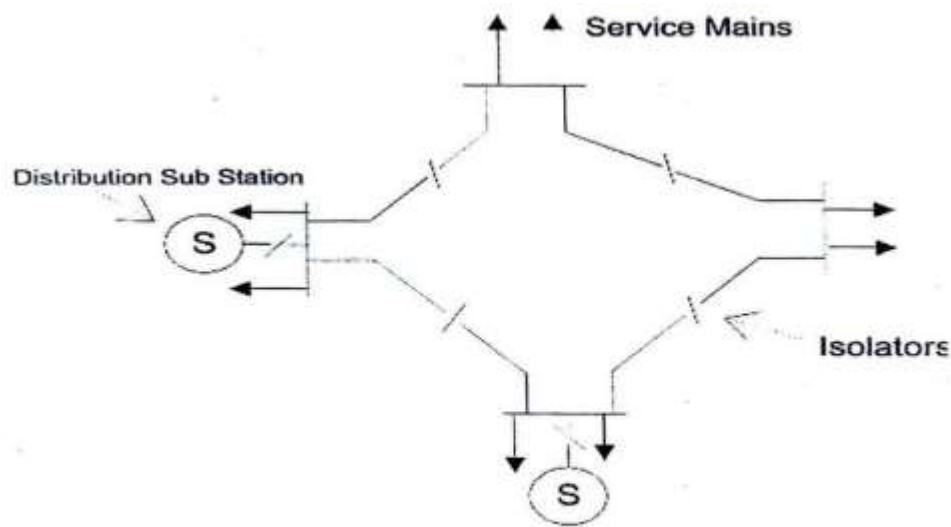 Service Mains
Distribution Sub Station
S
Isolators
S